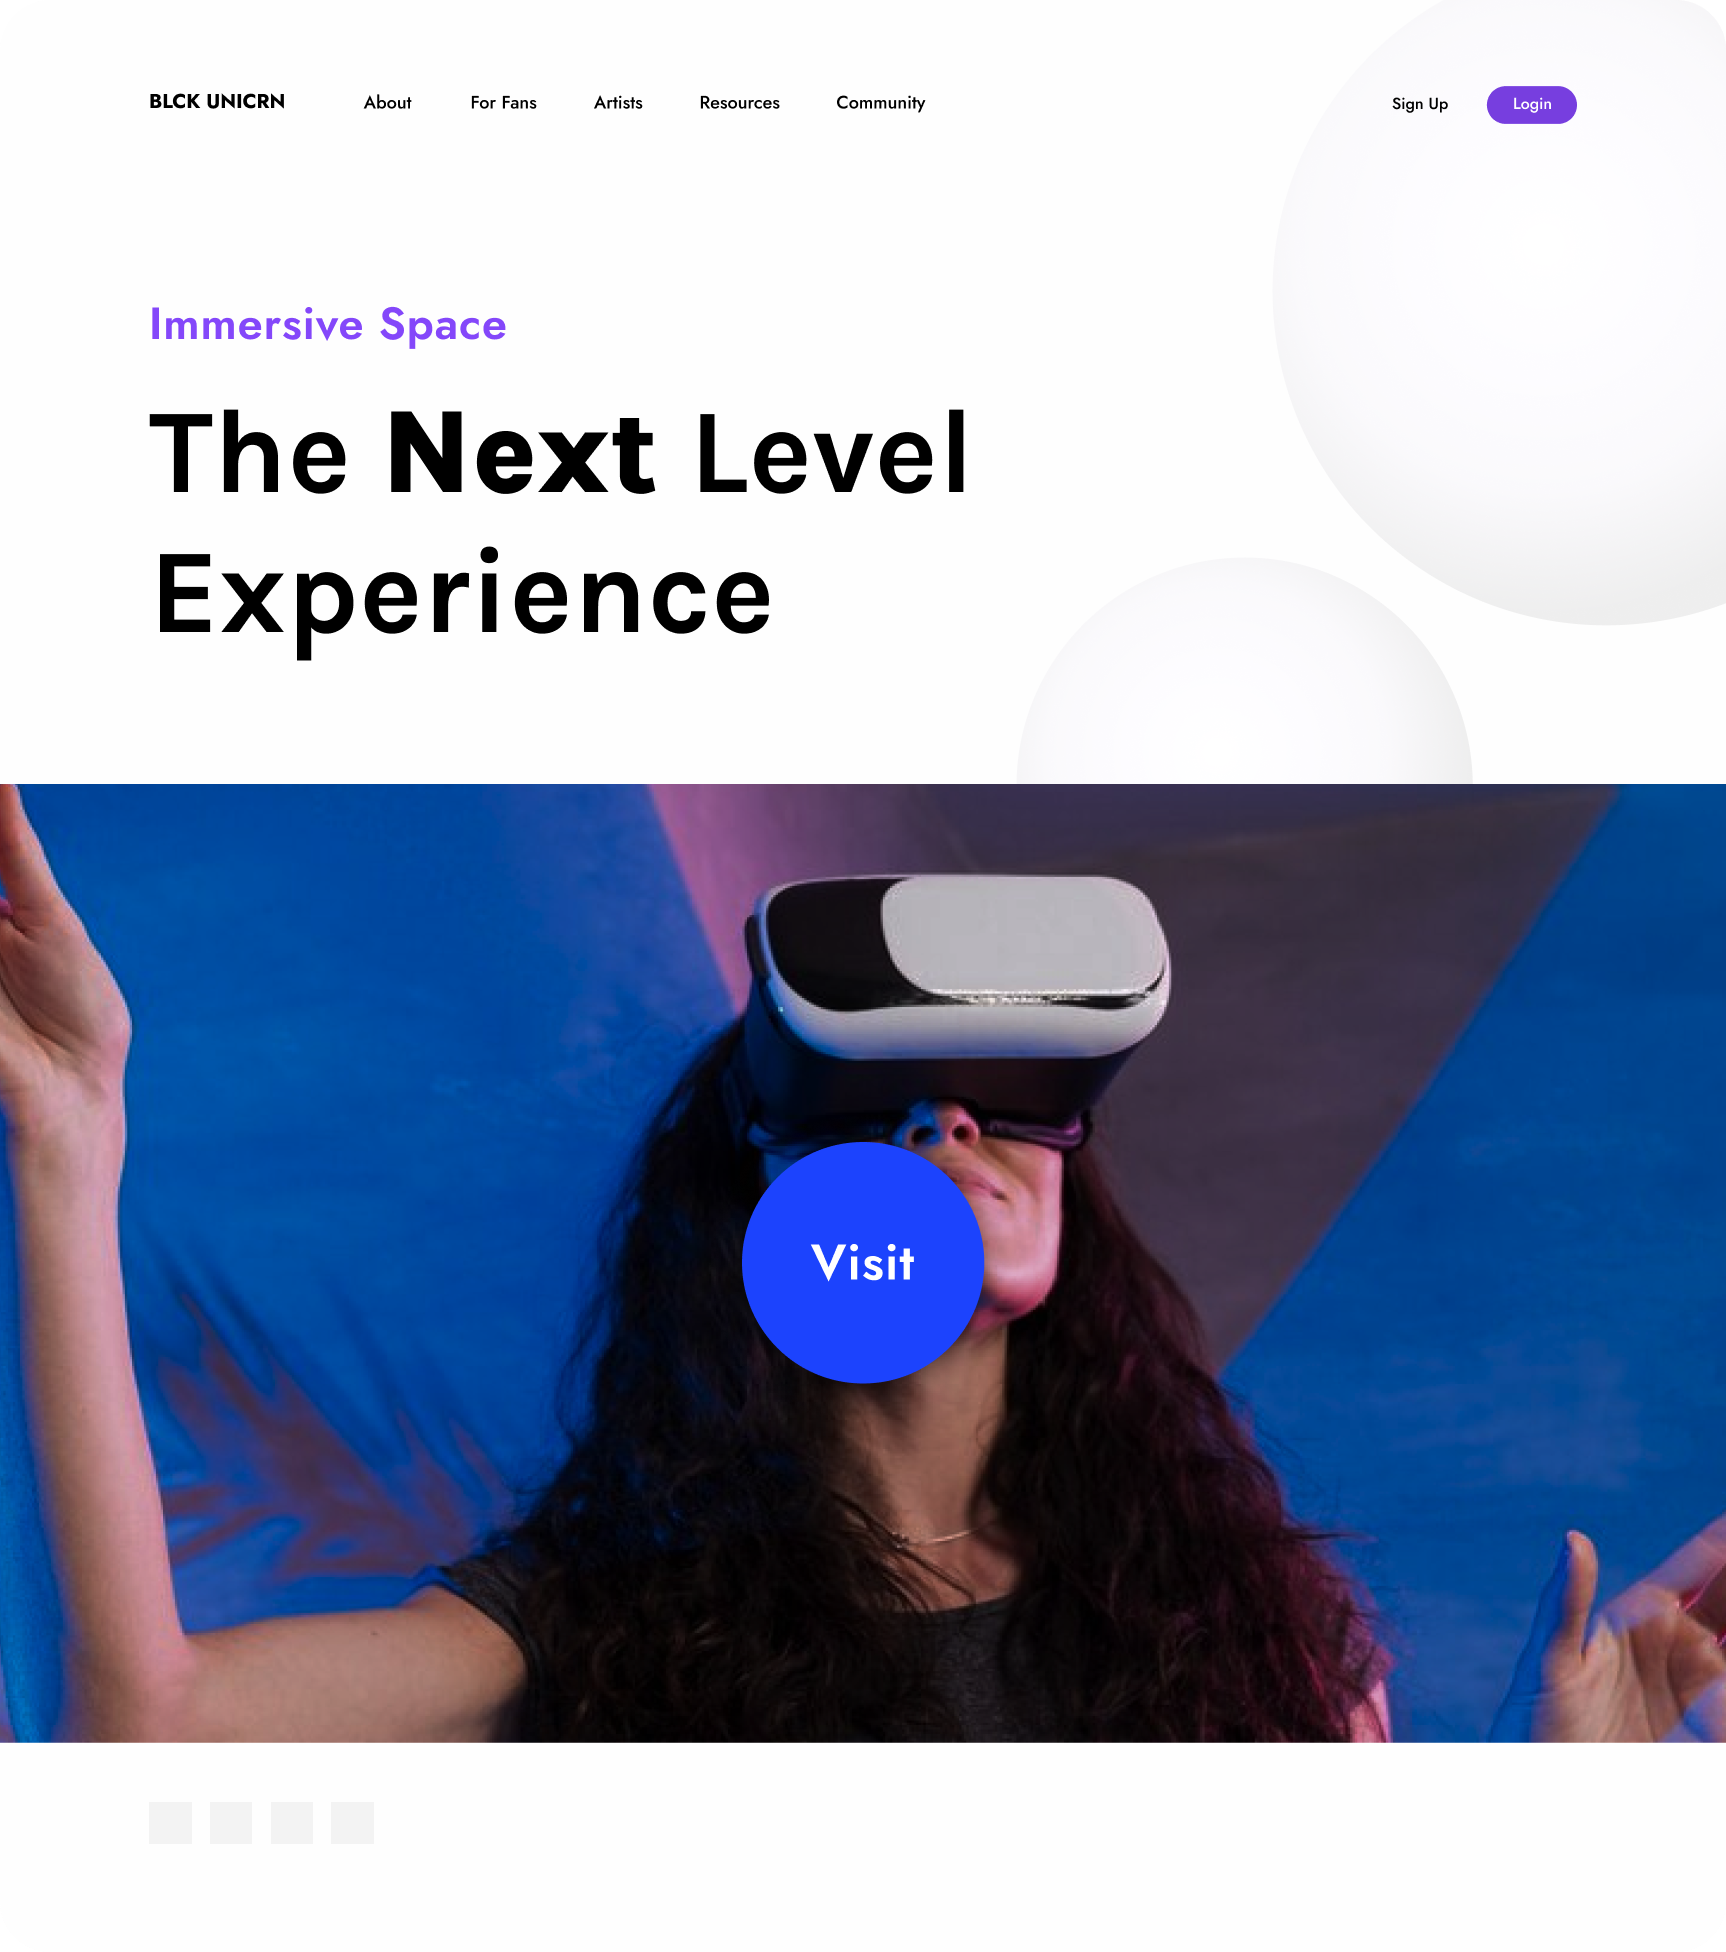 BLCK UNICRN About For Fans Artists Resources Community Sign Up Login
Immersive Space
The Next Level
Experience
Visit